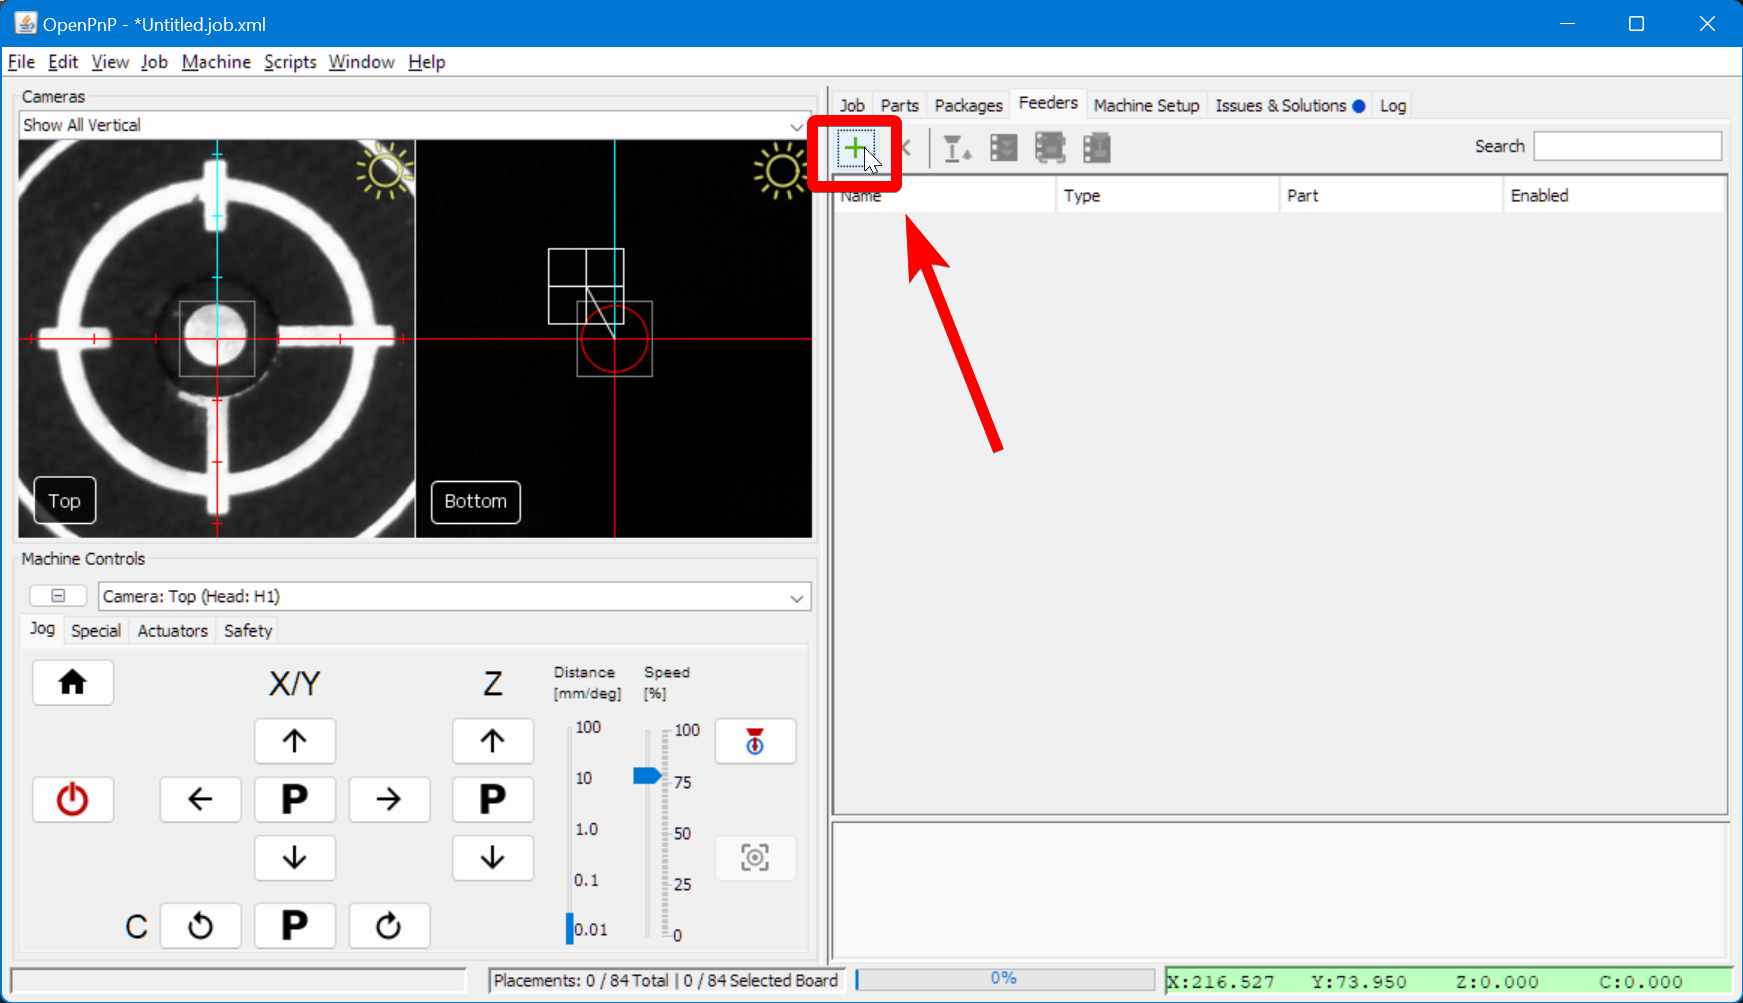 OpenPnP - *Untitled.job.xml
File Edit View Job Machine Scripts Window Help
Cameras
Show All Vertical
Top
Bottom
Machine Controls
Camera: Top (Head: H1)
Jog Special Actuators Safety
X/Y
Z
Distance
[mm/deg]
Speed
[%]
100
10
1.0
0.1
0.01
100
75
50
25
0
P
P
C
P
Job Parts Packages Feeders Machine Setup Issues & Solutions Log
Search
Name Type Part Enabled
Placements: 0 / 84 Total | 0 / 84 Selected Board
0%
X:216.527 Y:73.950 Z:0.000 C:0.000